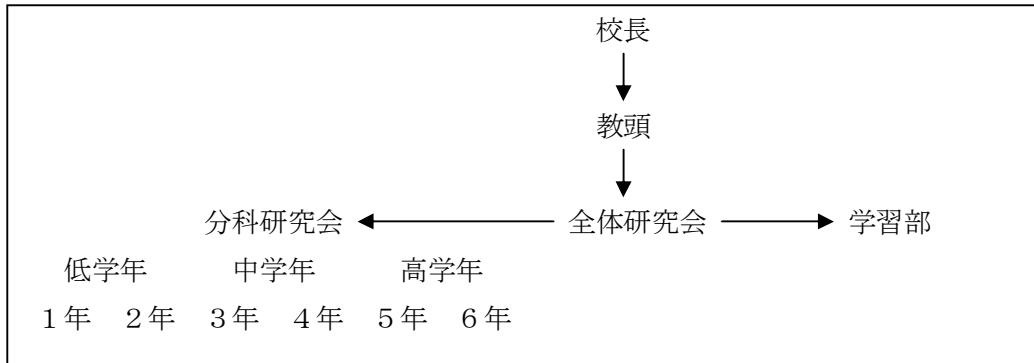 校長
教頭
分科研究会 全体研究会 学習部
低学年 中学年 高学年
１年 ２年 ３年 ４年 ５年 ６年